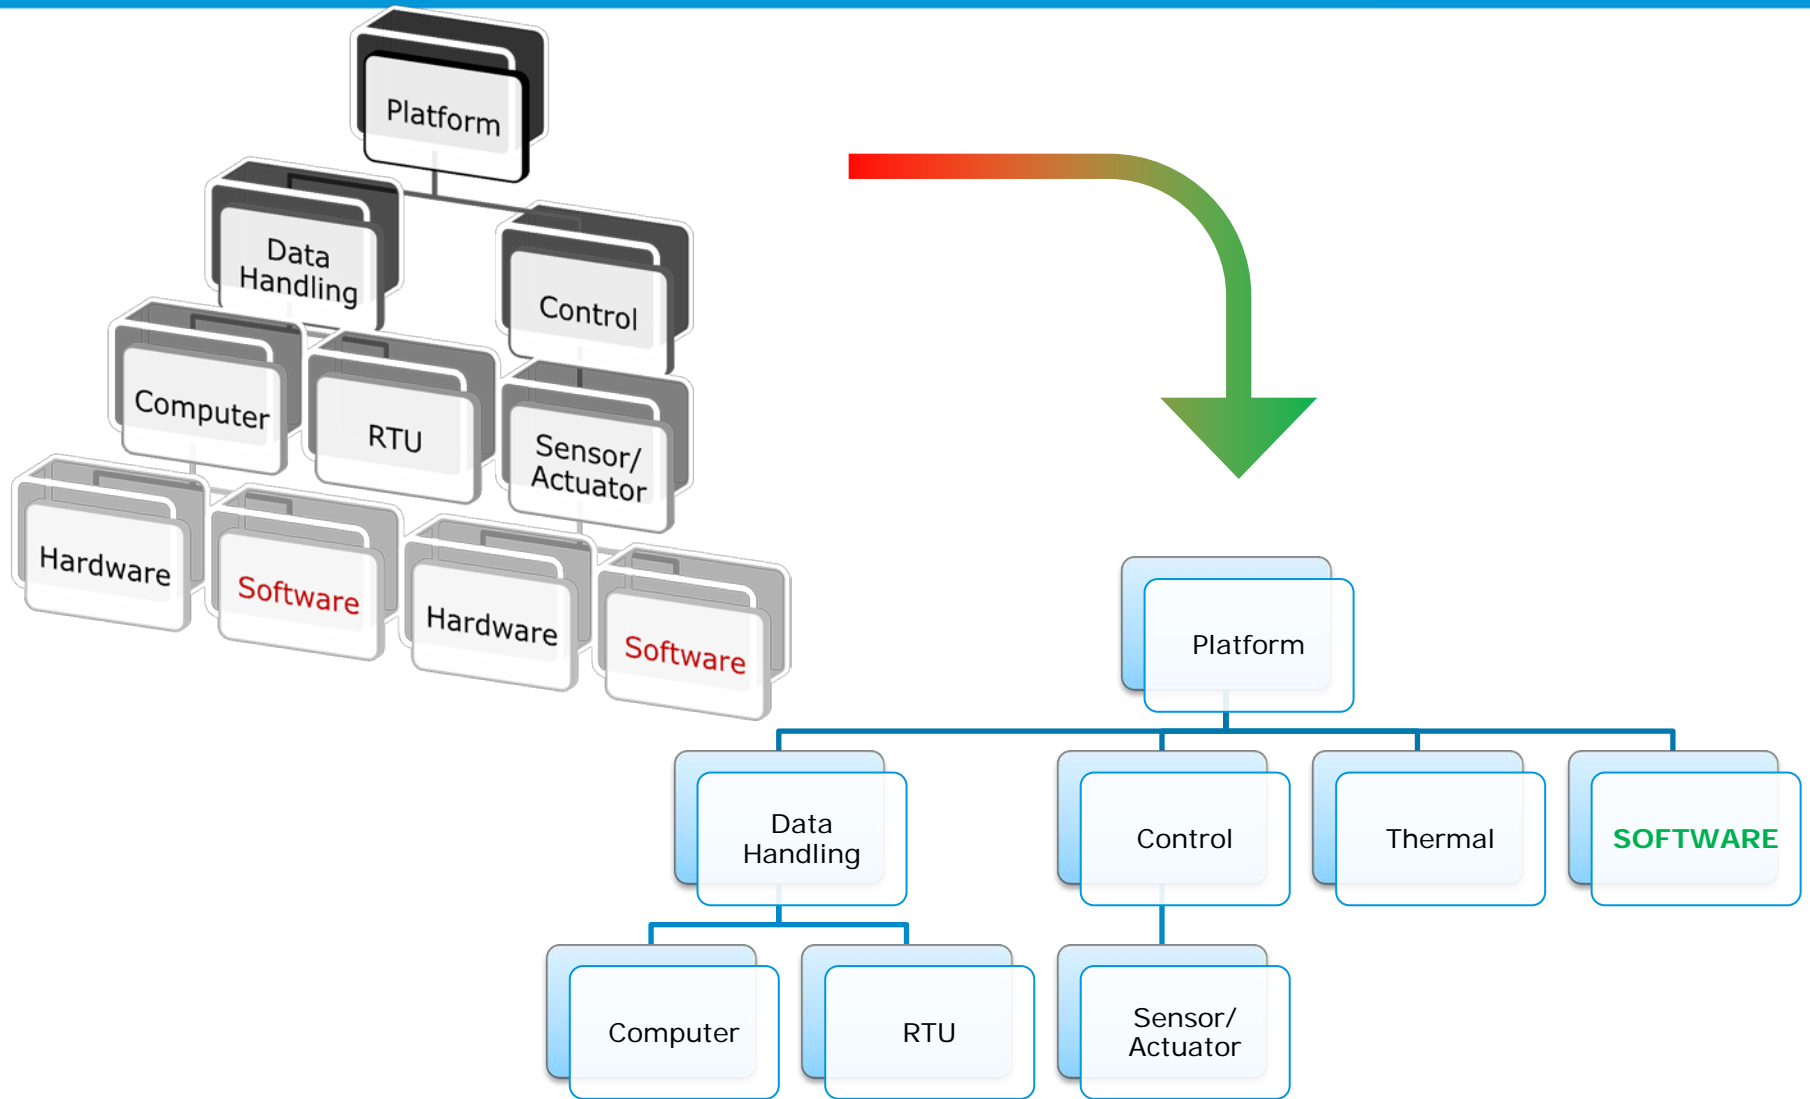 Platform
Data
Handling
Control
Computer
RTU
Sensor/
Actuator
Hardware
Software
Hardware
Software
Platform
Data
Handling
Control
Thermal
SOFTWARE
Computer
RTU
Sensor/
Actuator